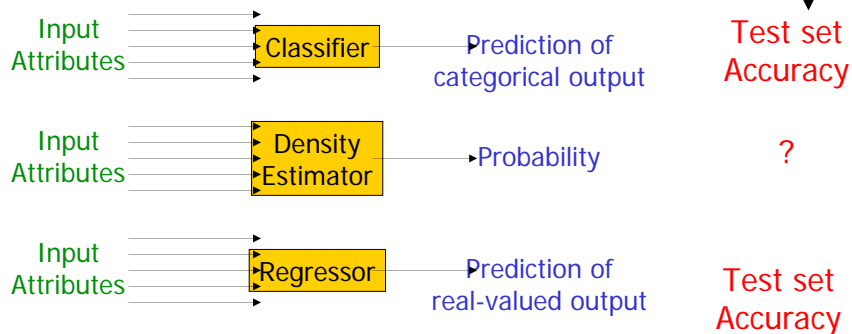 Input
Attributes
Classifier
Prediction of
categorical output
Test set
Accuracy
Input
Attributes
Density
Estimator
Probability
?
Input
Attributes
Regressor
Prediction of
real-valued output
Test set
Accuracy